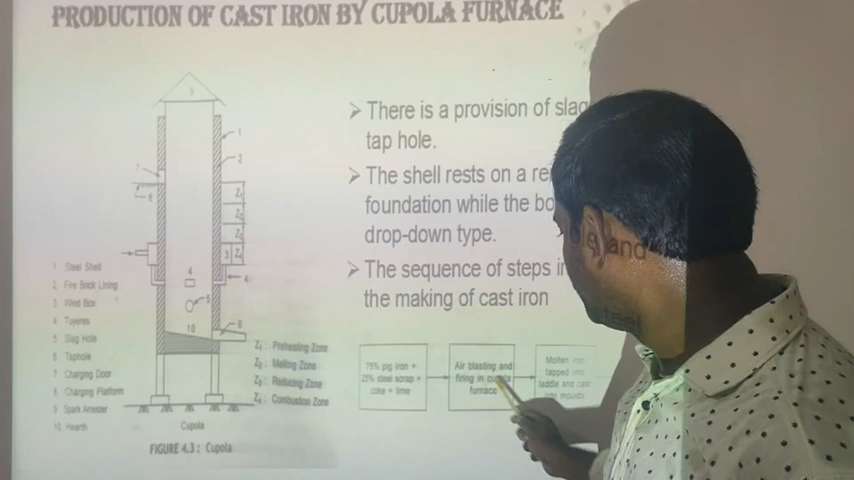 PRODUCTION OF CAST IRON BY CUPOLA FURNACE
➢ There is a provision of slag
tap hole.
➢ The shell rests on a
foundation while the
drop-down type.
➢ The sequence of steps
the making of cast iron
and
1 Steel Shell
2. Fire Brick Lining
3. Wind Box
4. Tuyeres
5. Slag Hole
6. Taphole
7. Charging Door
8. Charging Platform
9. Spark Arrester
10. Hearth
Z₁ : Preheating Zone
Z₂ : Melting Zone
Z₃ : Reducing Zone
Z₄ : Combustion Zone
Cupola
FIGURE 4.3 : Cupola
75% pig iron +
25% steel scrap +
coke + lime
Air blasting and
firing in cupola
furnace
Molten iron
tapped into
laddle and cast
into moulds